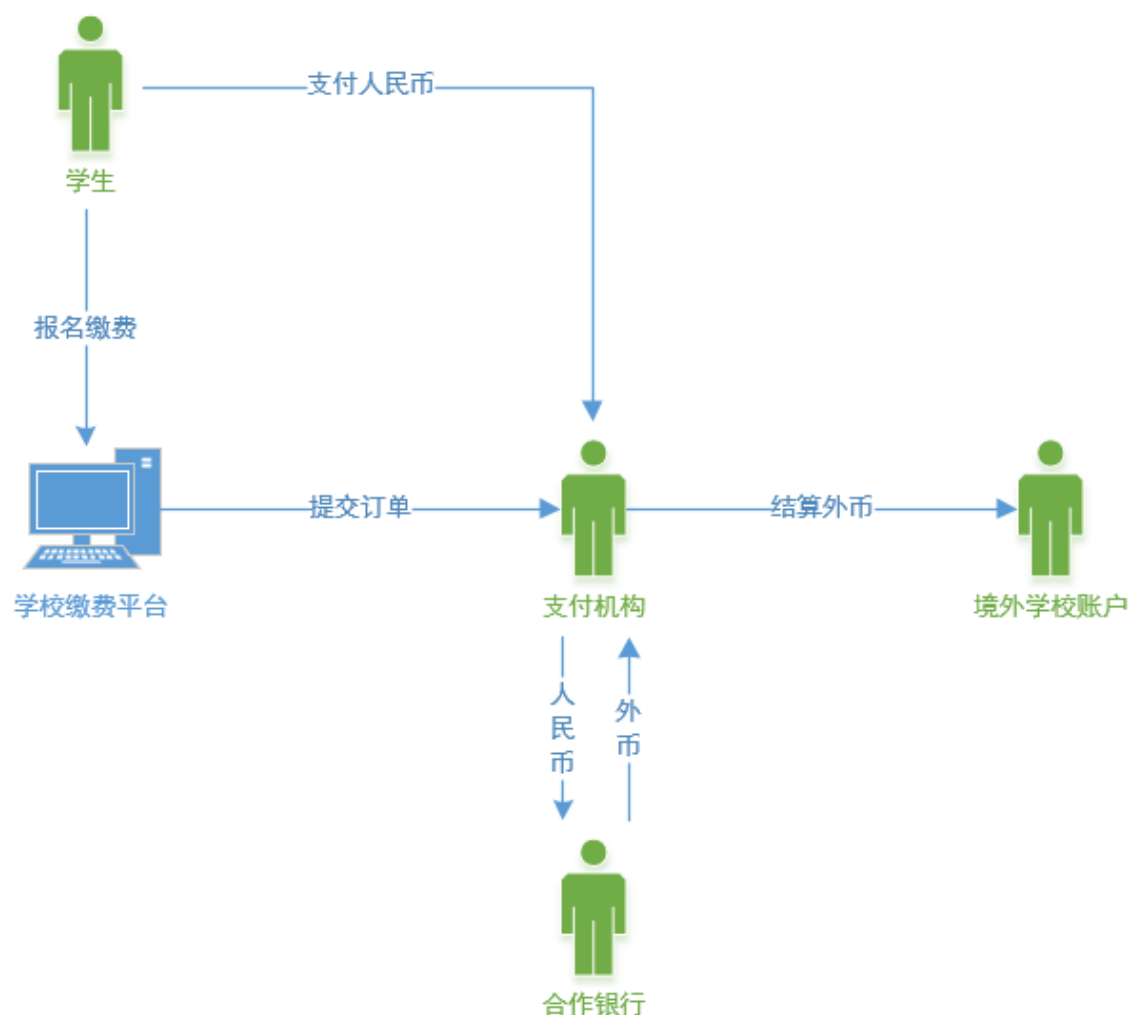 支付人民币
学生
报名缴费
提交订单
结算外币
学校缴费平台
支付机构
境外学校账户
人民币
外币
合作银行